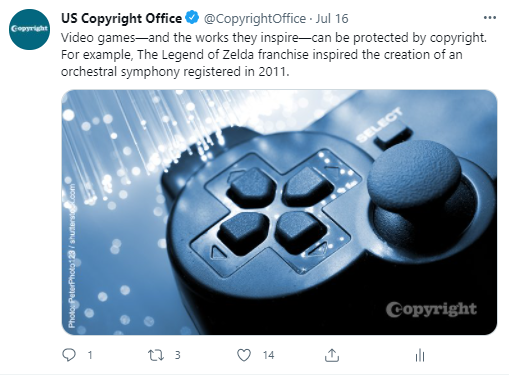 Copyright
US Copyright Office @CopyrightOffice · Jul 16
Video games—and the works they inspire—can be protected by copyright.
For example, The Legend of Zelda franchise inspired the creation of an
orchestral symphony registered in 2011.
SELECT
Photo: PeterPhoto123 / shutterstock.com
Copyright
1
3
14